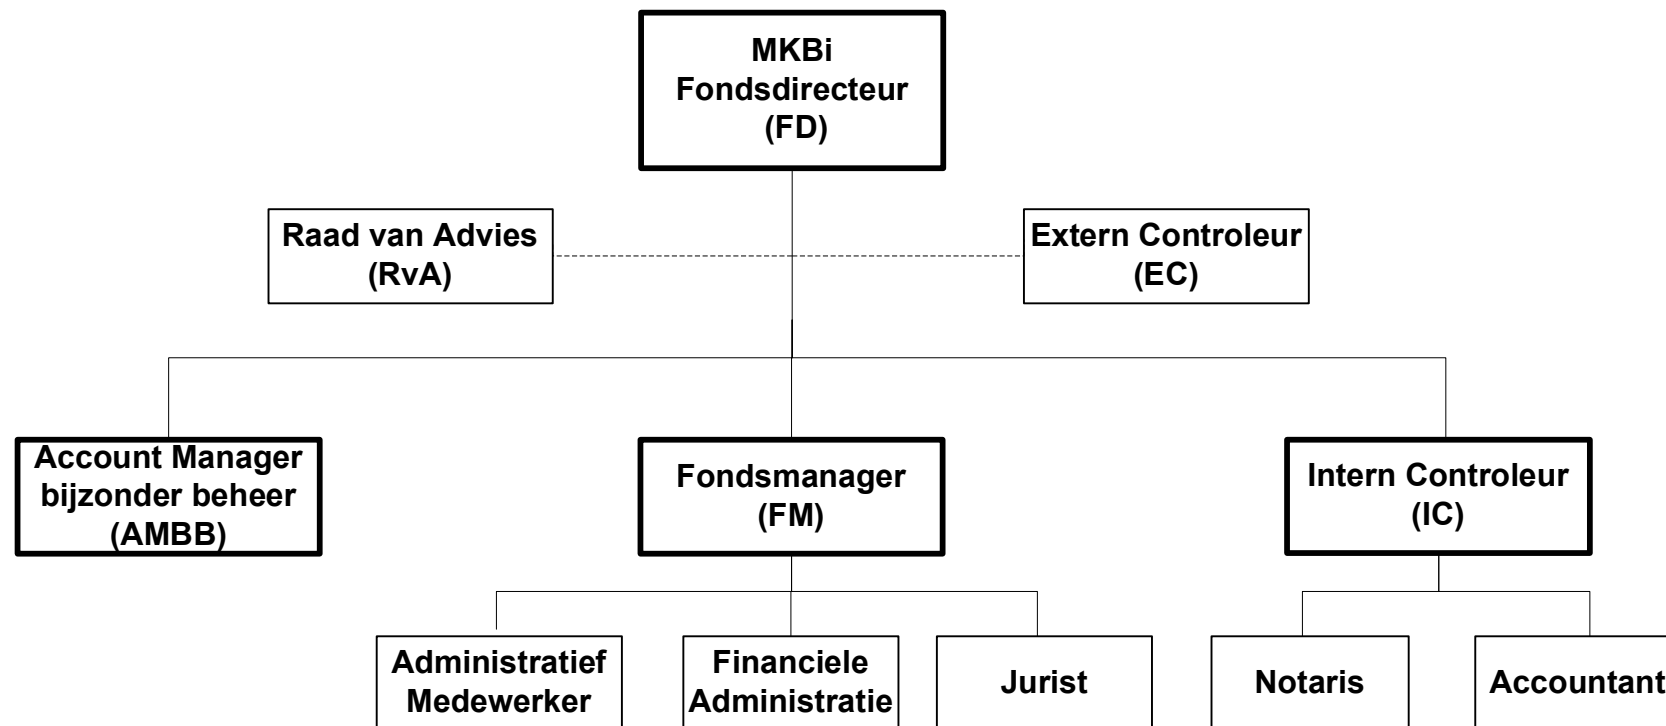 MKBi
Fondsdirecteur
(FD)
Raad van Advies
(RvA)
Extern Controleur
(EC)
Account Manager
bijzonder beheer
(AMBB)
Fondsmanager
(FM)
Intern Controleur
(IC)
Administratief
Medewerker
Financiele
Administratie
Jurist
Notaris
Accountant